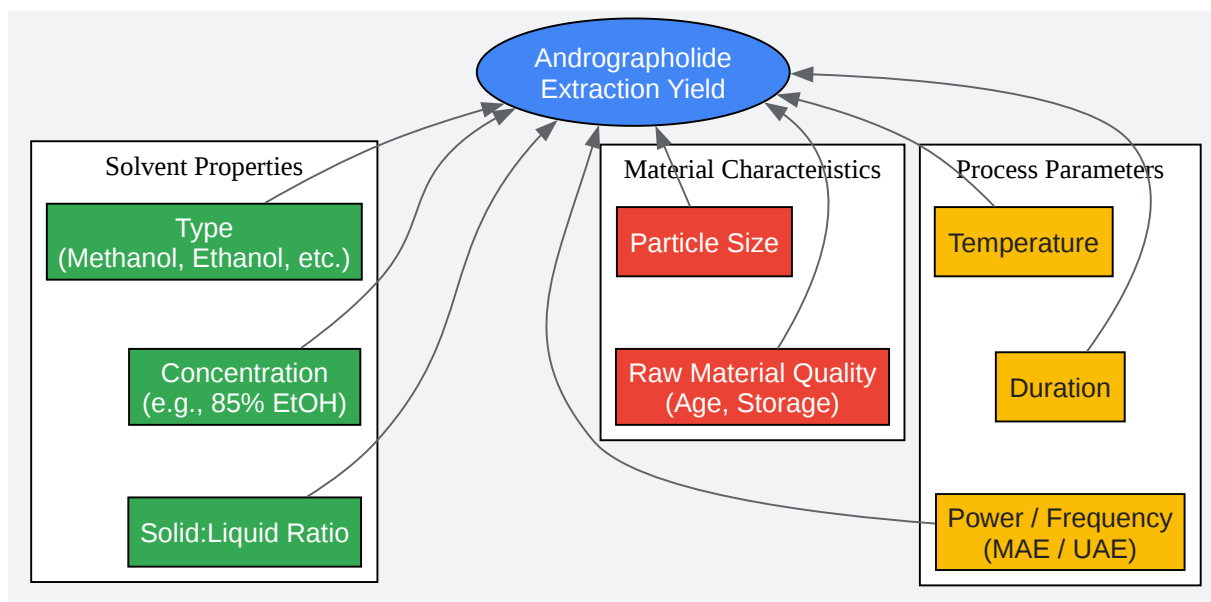 Andrographolide
Extraction Yield
Solvent Properties
Type
(Methanol, Ethanol, etc.)
Concentration
(e.g., 85% EtOH)
Solid:Liquid Ratio
Material Characteristics
Particle Size
Raw Material Quality
(Age, Storage)
Process Parameters
Temperature
Duration
Power / Frequency
(MAE / UAE)